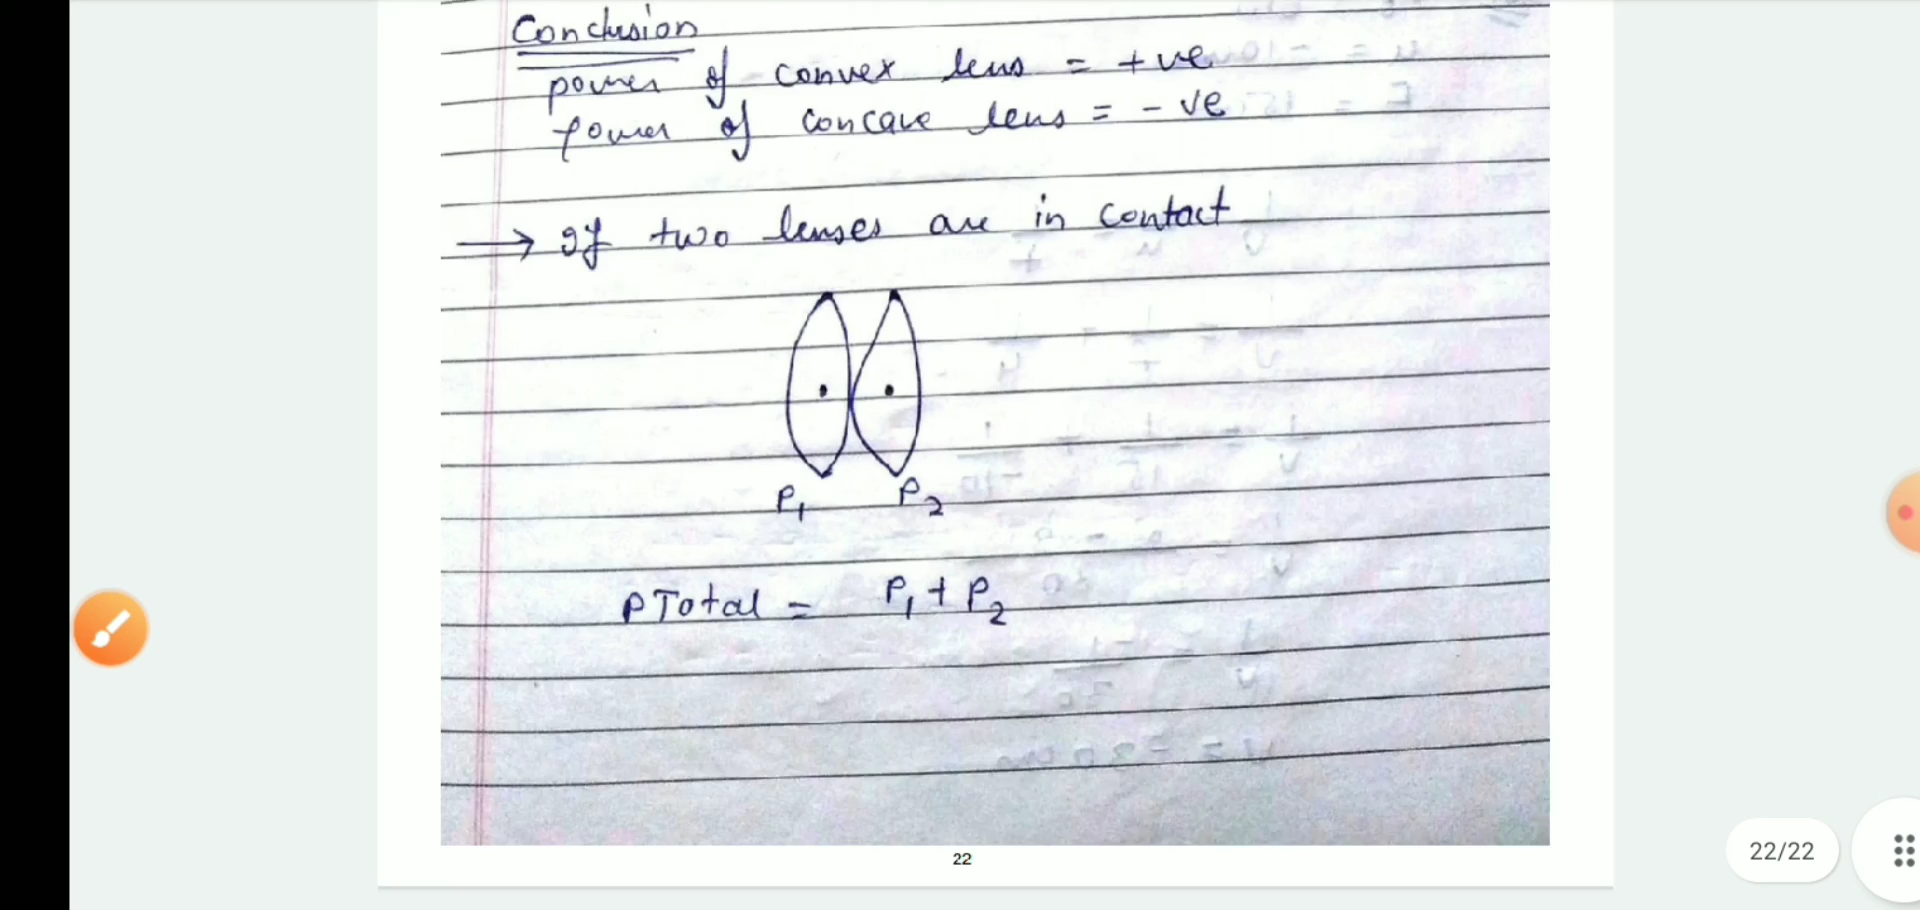 Conclusion
power of convex lens = +ve
power of concave lens = -ve
→ If two lenses are in contact
P1 P2
P Total = P1 + P2
22
22/22